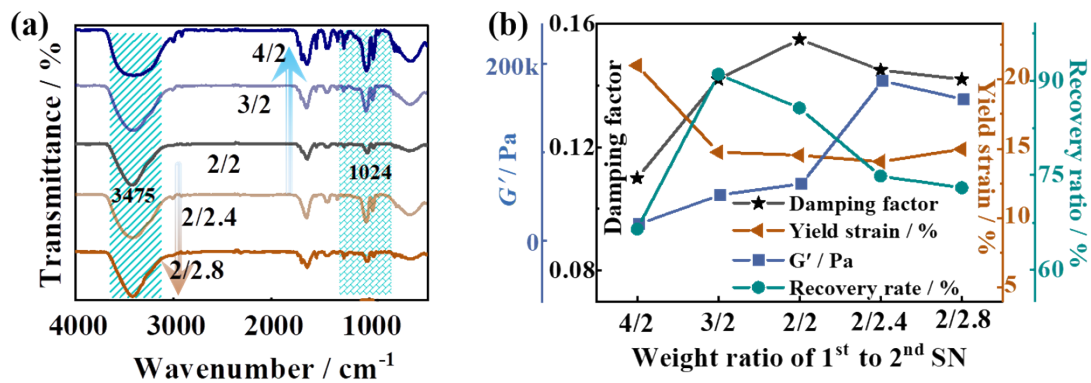 (a)
Transmittance / %
4/2
3/2
2/2
3475
1024
2/2.4
2/2.8
4000
3000
2000
1000
Wavenumber / cm⁻¹
(b)
G′ / Pa
200k
0k
Damping factor
0.16
0.12
0.08
Damping factor
Yield strain / %
G′ / Pa
Recovery rate / %
4/2
3/2
2/2
2/2.4
2/2.8
Weight ratio of 1ˢᵗ to 2ⁿᵈ SN
20
15
10
5
Yield strain / %
90
75
60
Recovery ratio / %